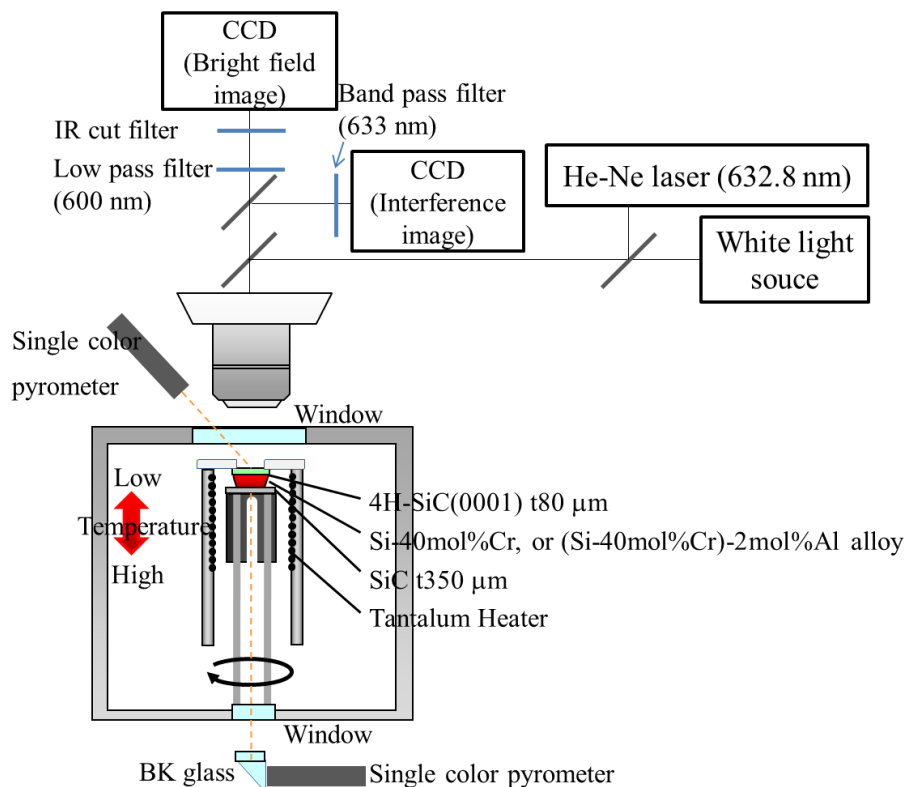 CCD
(Bright field
image)
Band pass filter
(633 nm)
IR cut filter
Low pass filter
(600 nm)
CCD
(Interference
image)
He-Ne laser (632.8 nm)
White light
souce
Single color
pyrometer
Window
Low
Temperature
High
4H-SiC(0001) t80 μm
Si-40mol%Cr, or (Si-40mol%Cr)-2mol%Al alloy
SiC t350 μm
Tantalum Heater
Window
BK glass
Single color pyrometer